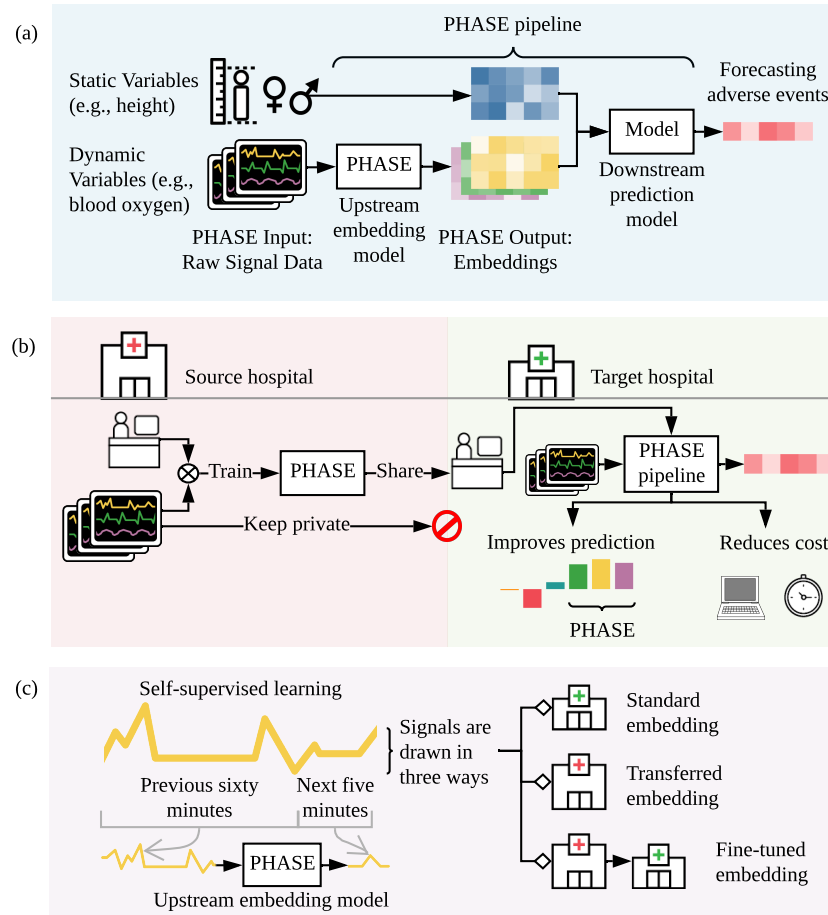 (a)
PHASE pipeline
Static Variables
(e.g., height)
Forecasting
adverse events
Dynamic
Variables (e.g.,
blood oxygen)
PHASE
Model
Upstream
embedding
model
Downstream
prediction
model
PHASE Input:
Raw Signal Data
PHASE Output:
Embeddings
(b)
Source hospital
Target hospital
Train
PHASE
Share
PHASE
pipeline
Keep private
Improves prediction
Reduces cost
PHASE
(c)
Self-supervised learning
Signals are
drawn in
three ways
Previous sixty
minutes
Next five
minutes
PHASE
Upstream embedding model
Standard
embedding
Transferred
embedding
Fine-tuned
embedding